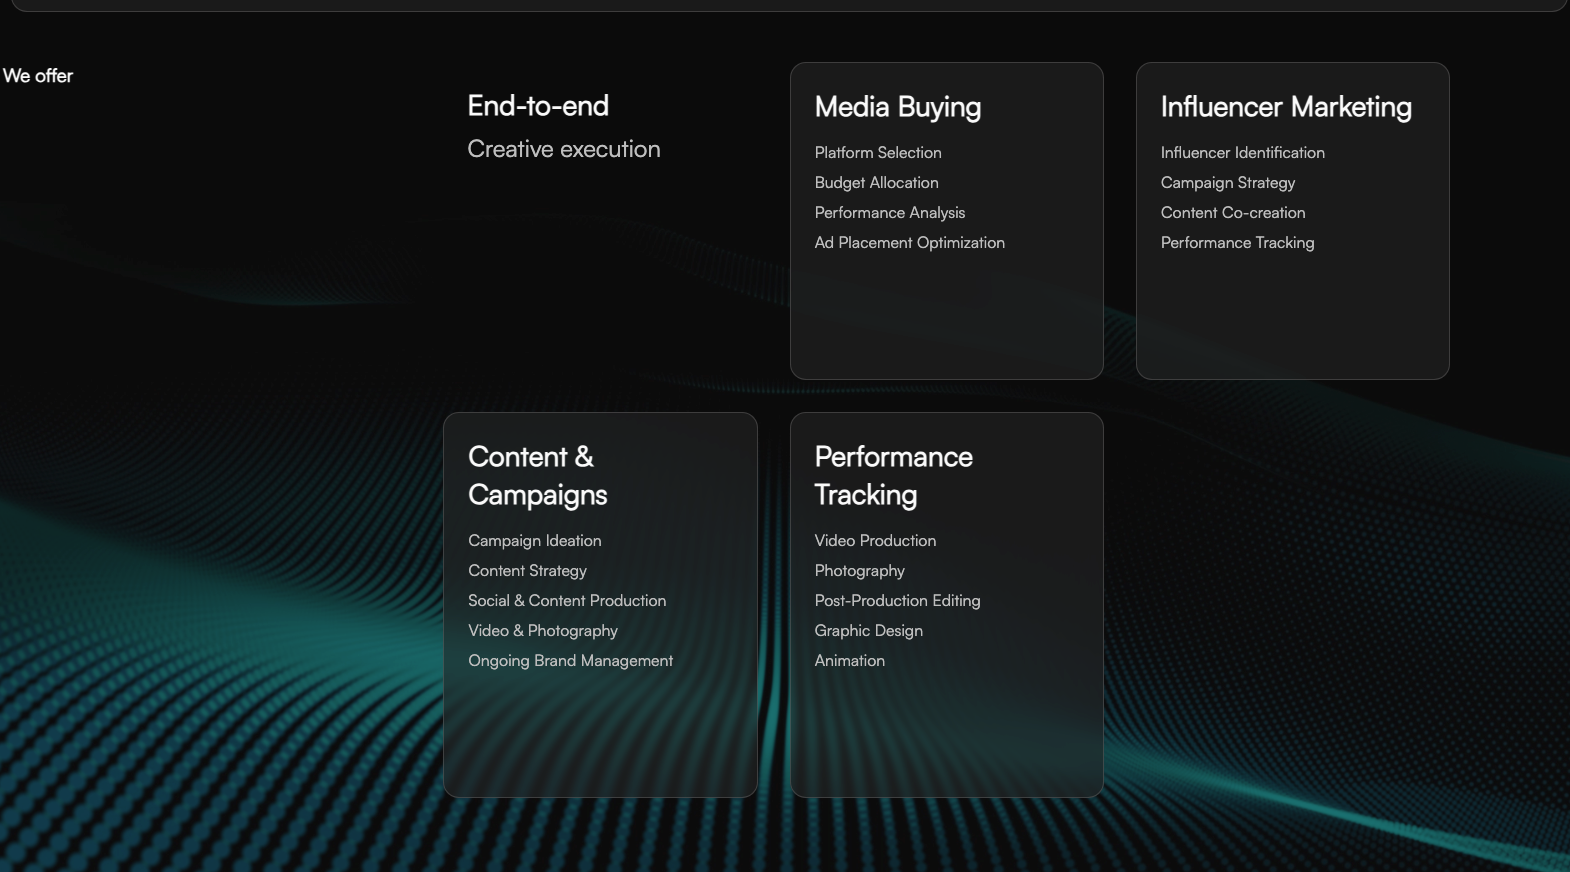 We offer
End-to-end
Creative execution
Media Buying
Platform Selection
Budget Allocation
Performance Analysis
Ad Placement Optimization
Influencer Marketing
Influencer Identification
Campaign Strategy
Content Co-creation
Performance Tracking
Content &
Campaigns
Campaign Ideation
Content Strategy
Social & Content Production
Video & Photography
Ongoing Brand Management
Performance
Tracking
Video Production
Photography
Post-Production Editing
Graphic Design
Animation